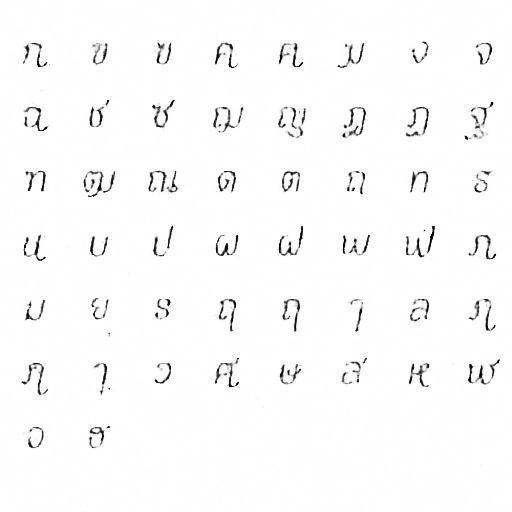 ก ข ฃ ค ฅ ฆ ง จ
ฉ ช ซ ฌ ญ ฎ ฏ ฐ
ฑ ฒ ณ ด ต ถ ท ธ
น บ ป ผ ฝ พ ฟ ภ
ม ย ร ฤ ฤ ๅ ล ฦ
ฦ ๅ ว ศ ษ ส ห ฬ
อ ฮ